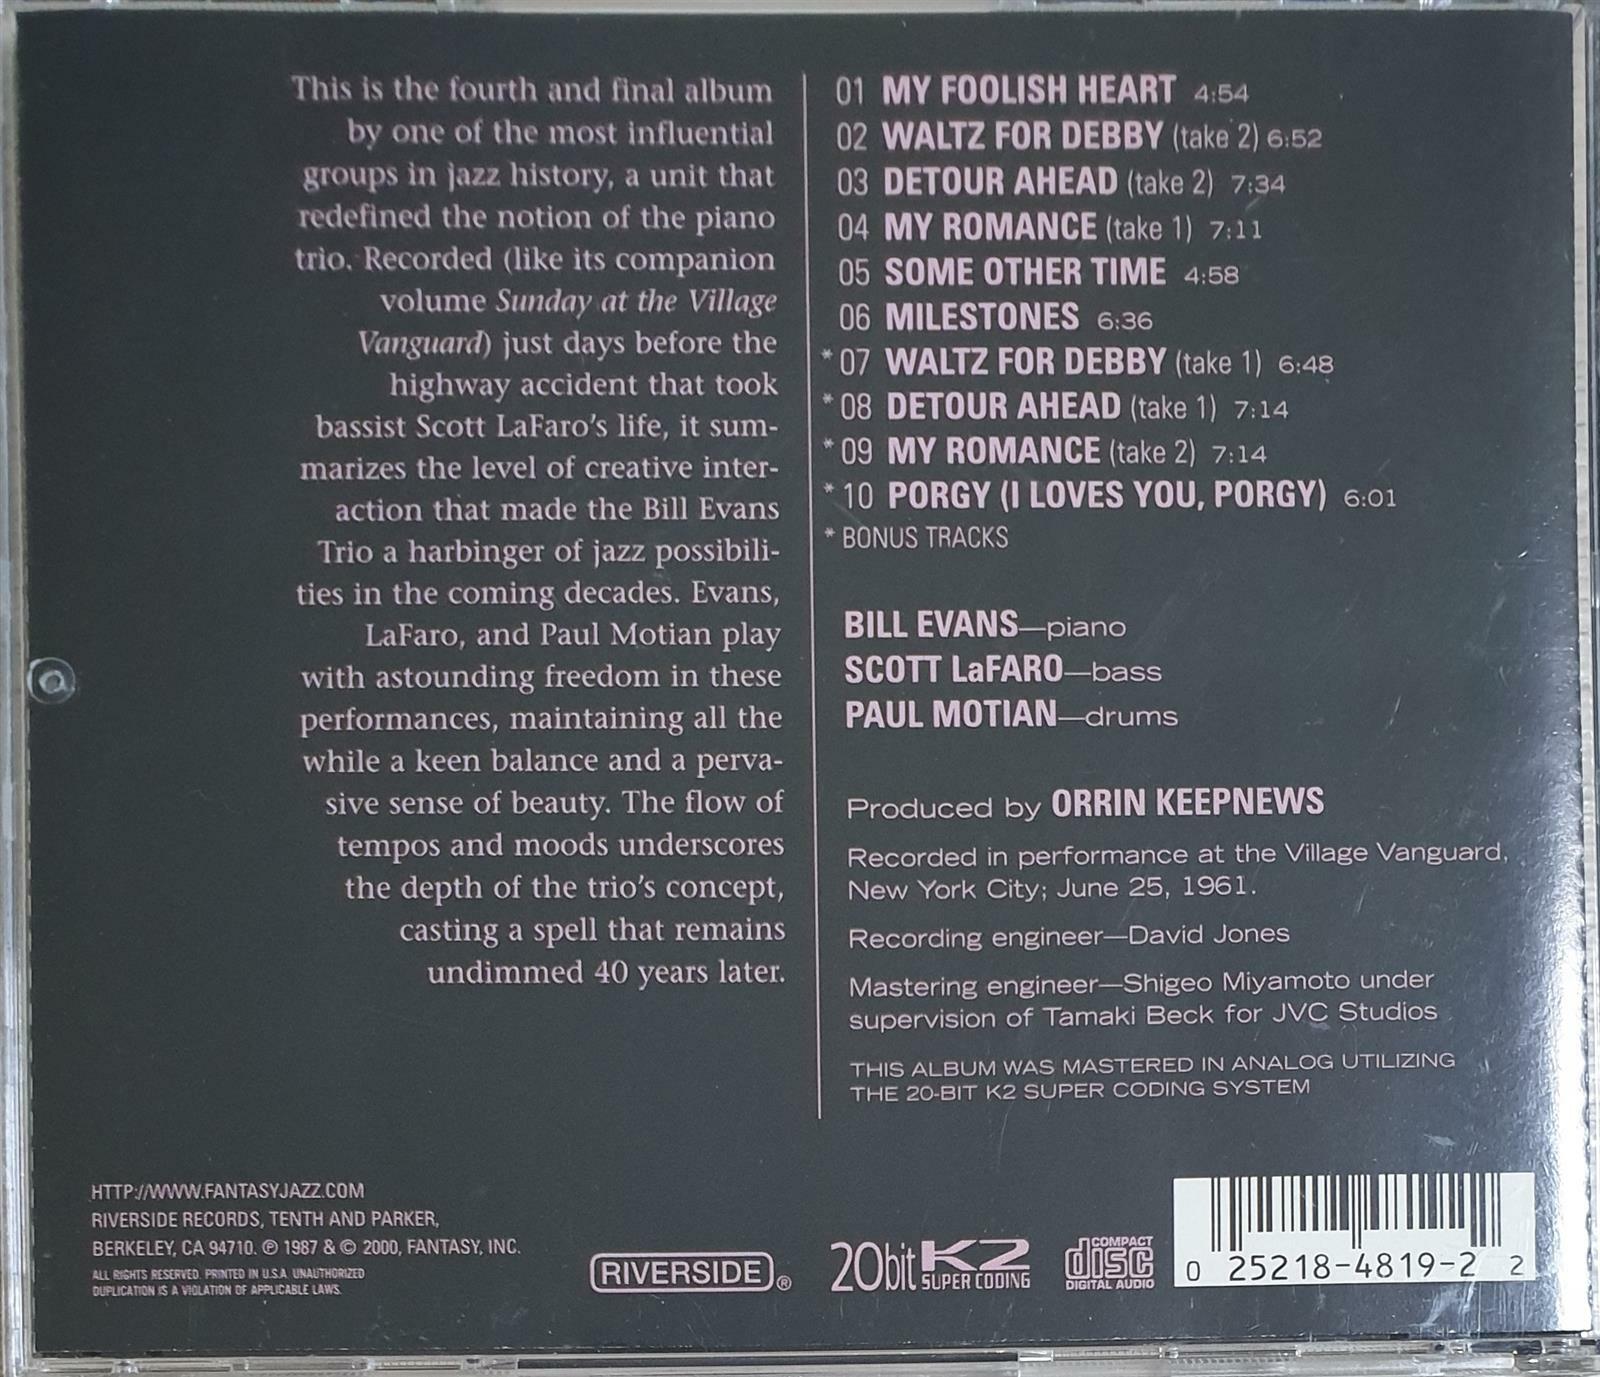 This is the fourth and final album
by one of the most influential
groups in jazz history, a unit that
redefined the notion of the piano
trio. Recorded (like its companion
volume Sunday at the Village
Vanguard) just days before the
highway accident that took
bassist Scott LaFaro's life, it sum-
marizes the level of creative inter-
action that made the Bill Evans
Trio a harbinger of jazz possibili-
ties in the coming decades. Evans,
LaFaro, and Paul Motian play
with astounding freedom in these
performances, maintaining all the
while a keen balance and a perva-
sive sense of beauty. The flow of
tempos and moods underscores
the depth of the trio's concept,
casting a spell that remains
undimmed 40 years later.
01 MY FOOLISH HEART 4:54
02 WALTZ FOR DEBBY (take 2) 6:52
03 DETOUR AHEAD (take 2) 7:34
04 MY ROMANCE (take 1) 7:11
05 SOME OTHER TIME 4:58
06 MILESTONES 6:36
* 07 WALTZ FOR DEBBY (take 1) 6:48
* 08 DETOUR AHEAD (take 1) 7:14
* 09 MY ROMANCE (take 2) 7:14
* 10 PORGY (I LOVES YOU, PORGY) 6:01
* BONUS TRACKS
BILL EVANS—piano
SCOTT LaFARO—bass
PAUL MOTIAN—drums
Produced by ORRIN KEEPNEWS
Recorded in performance at the Village Vanguard,
New York City; June 25, 1961.
Recording engineer—David Jones
Mastering engineer—Shigeo Miyamoto under
supervision of Tamaki Beck for JVC Studios
THIS ALBUM WAS MASTERED IN ANALOG UTILIZING
THE 20-BIT K2 SUPER CODING SYSTEM
HTTP://WWW.FANTASYJAZZ.COM
RIVERSIDE RECORDS, TENTH AND PARKER,
BERKELEY, CA 94710. ℗ 1987 & © 2000, FANTASY, INC.
ALL RIGHTS RESERVED. PRINTED IN U.S.A. UNAUTHORIZED
DUPLICATION IS A VIOLATION OF APPLICABLE LAWS.
RIVERSIDE®
20bit K2
SUPER CODING
COMPACT
disc
DIGITAL AUDIO
0 25218-4819-2 2